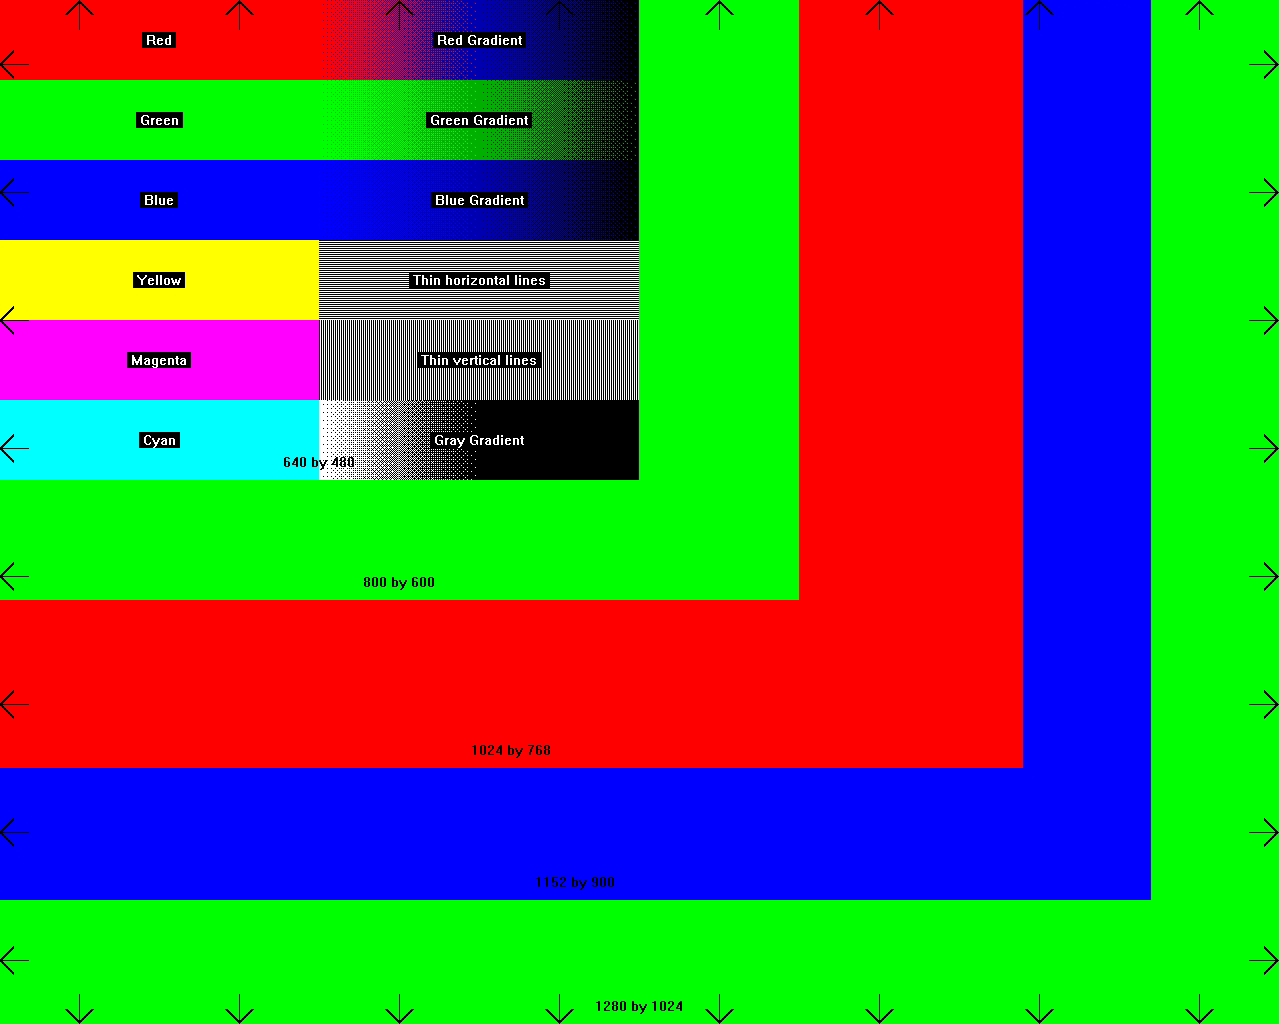 Red
Red Gradient
Green
Green Gradient
Blue
Blue Gradient
Yellow
Thin horizontal lines
Magenta
Thin vertical lines
Cyan
Gray Gradient
640 by 480
800 by 600
1024 by 768
1152 by 900
1280 by 1024